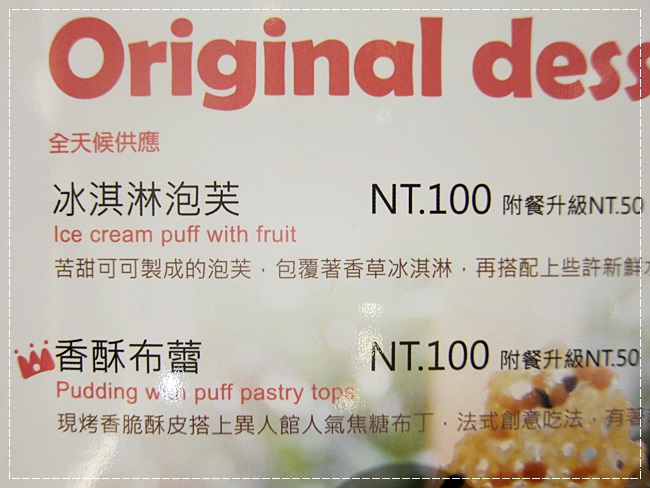 Original dess
全天候供應
冰淇淋泡芙 NT.100 附餐升級NT.50
Ice cream puff with fruit
苦甜可可製成的泡芙，包覆著香草冰淇淋，再搭配上些許新鮮
香酥布蕾 NT.100 附餐升級NT.50
Pudding with puff pastry tops
現烤香脆酥皮搭上異人館人氣焦糖布丁，法式創意吃法，有著